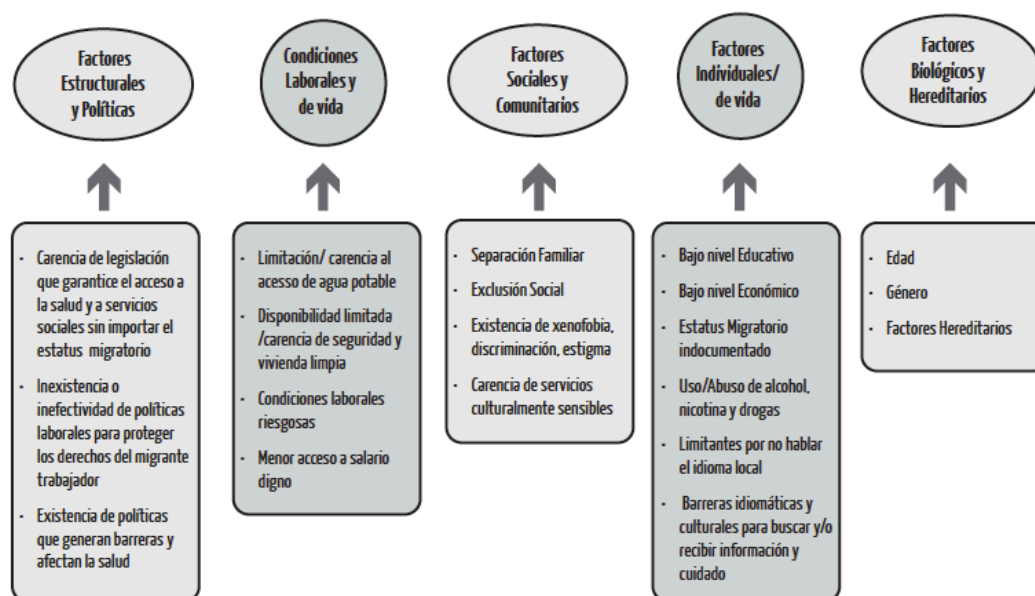 Factores
Estructurales
y Políticas
Condiciones
Laborales y
de vida
Factores
Sociales y
Comunitarios
Factores
Individuales/
de vida
Factores
Biológicos y
Hereditarios
· Carencia de legislación
que garantice el acceso a
la salud y a servicios
sociales sin importar el
estatus migratorio
· Inexistencia o
inefectividad de políticas
laborales para proteger
los derechos del migrante
trabajador
· Existencia de políticas
que generan barreras y
afectan la salud
· Limitación/ carencia al
acesso de agua potable
· Disponibilidad limitada
/carencia de seguridad y
vivienda limpia
· Condiciones laborales
riesgosas
· Menor acceso a salario
digno
· Separación Familiar
· Exclusión Social
· Existencia de xenofobia,
discriminación, estigma
· Carencia de servicios
culturalmente sensibles
· Bajo nivel Educativo
· Bajo nivel Económico
· Estatus Migratorio
indocumentado
· Uso/Abuso de alcohol,
nicotina y drogas
· Limitantes por no hablar
el idioma local
· Barreras idiomáticas y
culturales para buscar y/o
recibir información y
cuidado
· Edad
· Género
· Factores Hereditarios